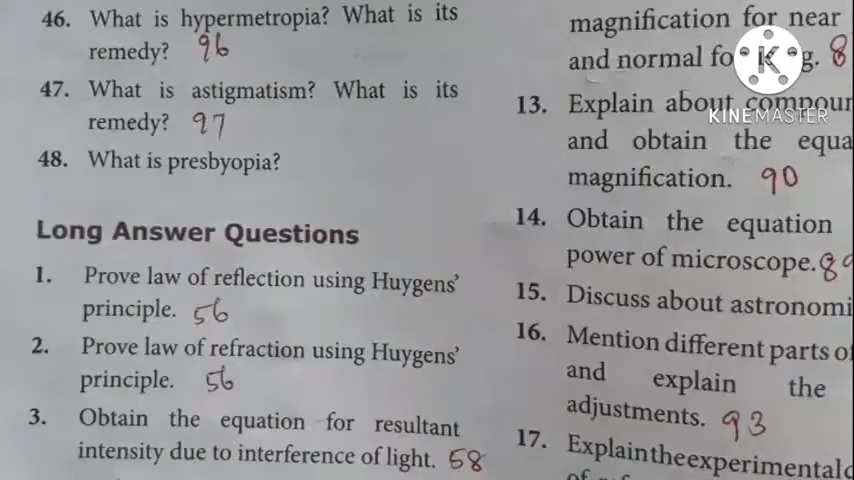 46. What is hypermetropia? What is its
remedy? 96
47. What is astigmatism? What is its
remedy? 97
48. What is presbyopia?
Long Answer Questions
1. Prove law of reflection using Huygens'
principle. 56
2. Prove law of refraction using Huygens'
principle. 56
3. Obtain the equation for resultant
intensity due to interference of light. 58
magnification for near
and normal
13. Explain about
and obtain the
magnification. 90
14. Obtain the equation
power of microscope.
15. Discuss about
16. Mention different parts
and explain the
adjustments. 93
17. Explain the experimental
K
KINEMASTER